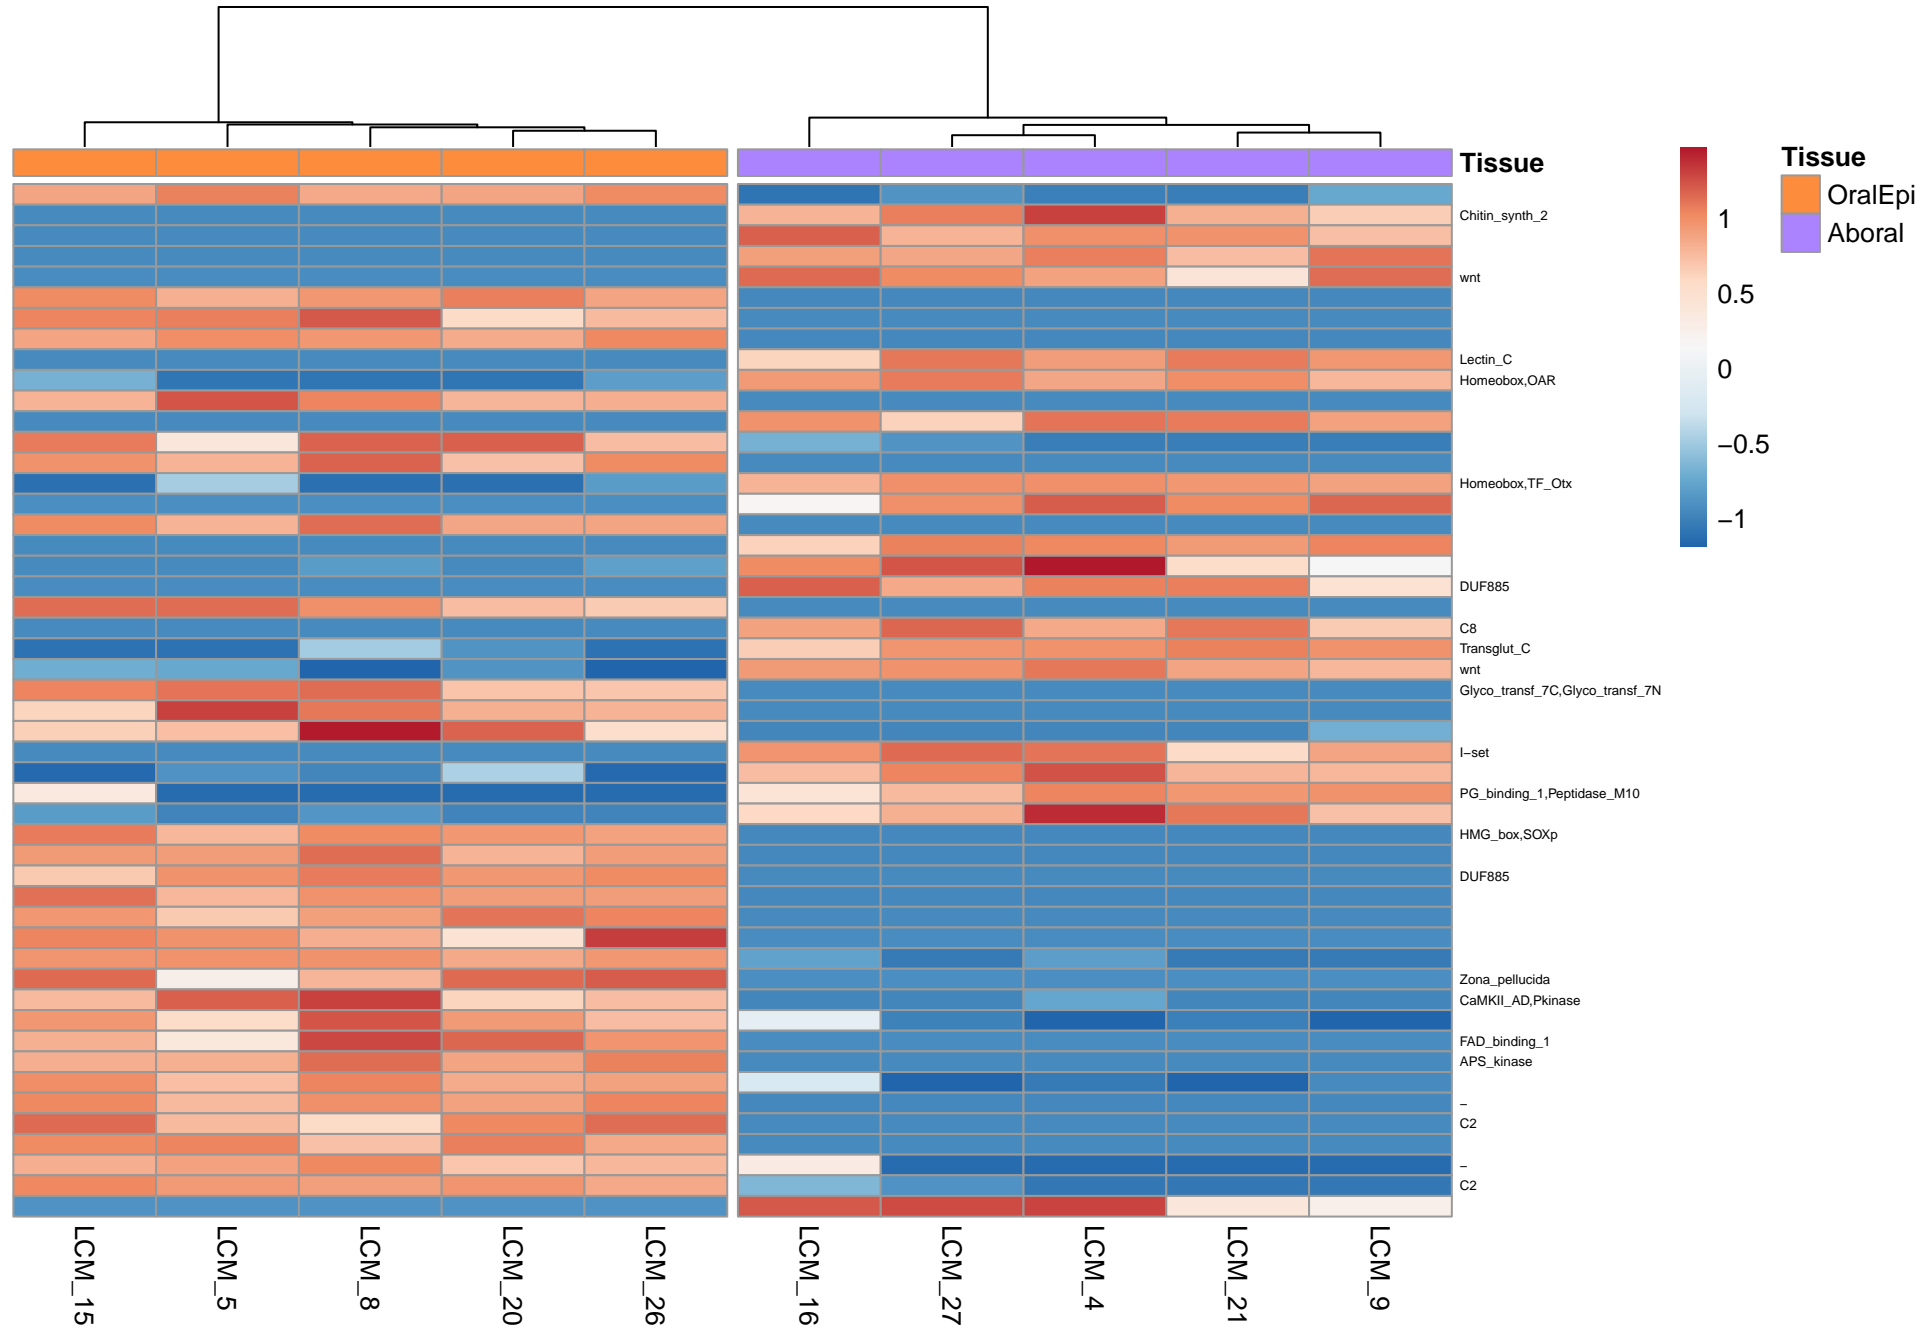 Tissue
Chitin_synth_2
wnt
Lectin_C
Homeobox,OAR
Homeobox,TF_Otx
DUF885
C8
Transglut_C
wnt
Glyco_transf_7C,Glyco_transf_7N
I−set
PG_binding_1,Peptidase_M10
HMG_box,SOXp
DUF885
Zona_pellucida
CaMKII_AD,Pkinase
FAD_binding_1
APS_kinase
−
C2
−
C2
1
0.5
0
−0.5
−1
Tissue
OralEpi
Aboral
LCM_15
LCM_5
LCM_8
LCM_20
LCM_26
LCM_16
LCM_27
LCM_4
LCM_21
LCM_9